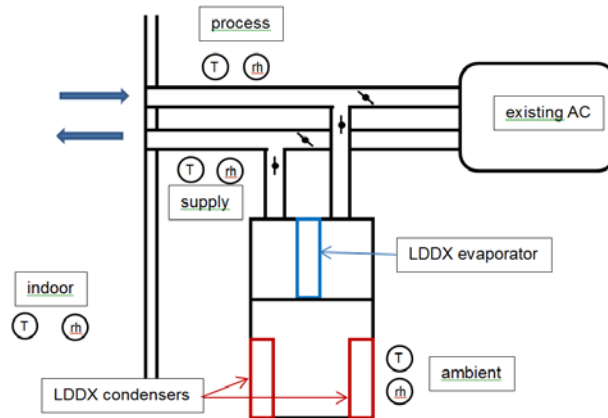 process
T rh
existing AC
T rh
supply
LDDX evaporator
indoor
T rh
T
ambient
rh
LDDX condensers